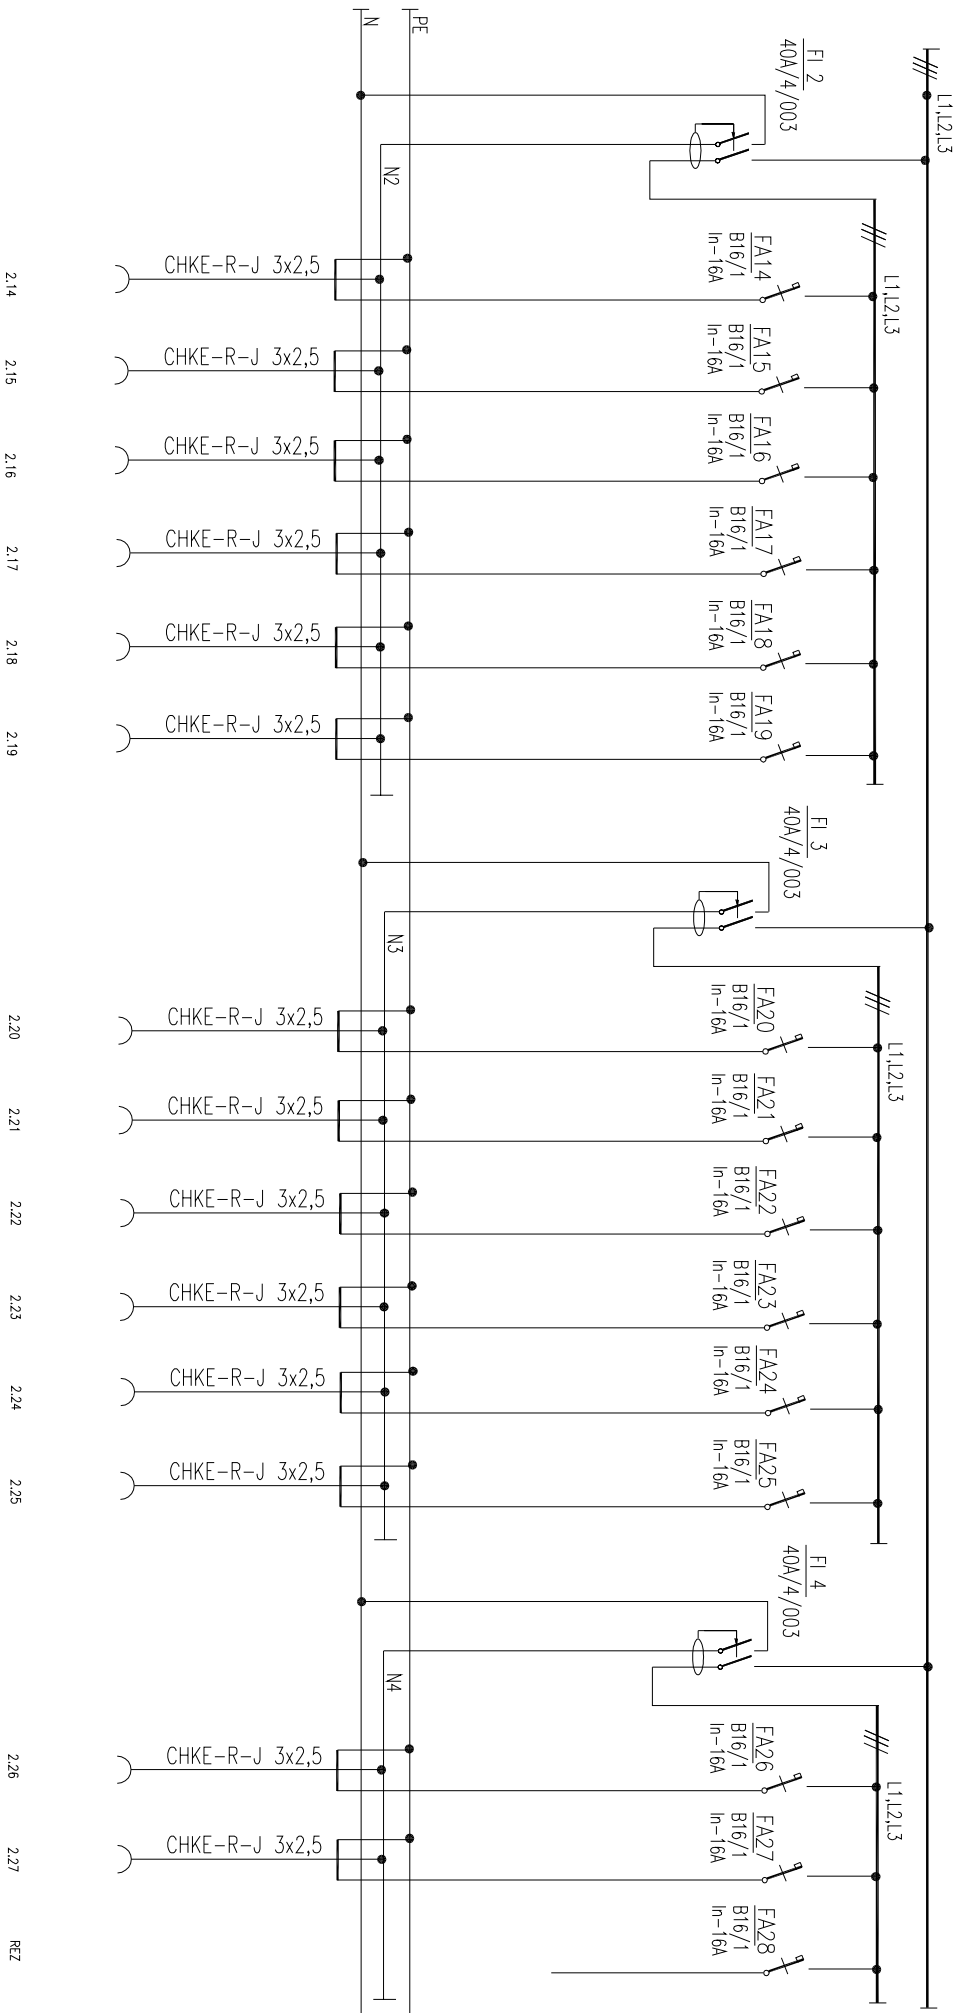 L1,L2,L3
N
PE
FI 2
40A/4/003
N2
L1,L2,L3
FA14
B16/1
In-16A
CHKE-R-J 3x2,5
2.14
FA15
B16/1
In-16A
CHKE-R-J 3x2,5
2.15
FA16
B16/1
In-16A
CHKE-R-J 3x2,5
2.16
FA17
B16/1
In-16A
CHKE-R-J 3x2,5
2.17
FA18
B16/1
In-16A
CHKE-R-J 3x2,5
2.18
FA19
B16/1
In-16A
CHKE-R-J 3x2,5
2.19
FI 3
40A/4/003
N3
L1,L2,L3
FA20
B16/1
In-16A
CHKE-R-J 3x2,5
2.20
FA21
B16/1
In-16A
CHKE-R-J 3x2,5
2.21
FA22
B16/1
In-16A
CHKE-R-J 3x2,5
2.22
FA23
B16/1
In-16A
CHKE-R-J 3x2,5
2.23
FA24
B16/1
In-16A
CHKE-R-J 3x2,5
2.24
FA25
B16/1
In-16A
CHKE-R-J 3x2,5
2.25
FI 4
40A/4/003
N4
L1,L2,L3
FA26
B16/1
In-16A
CHKE-R-J 3x2,5
2.26
FA27
B16/1
In-16A
CHKE-R-J 3x2,5
2.27
FA28
B16/1
In-16A
REZ